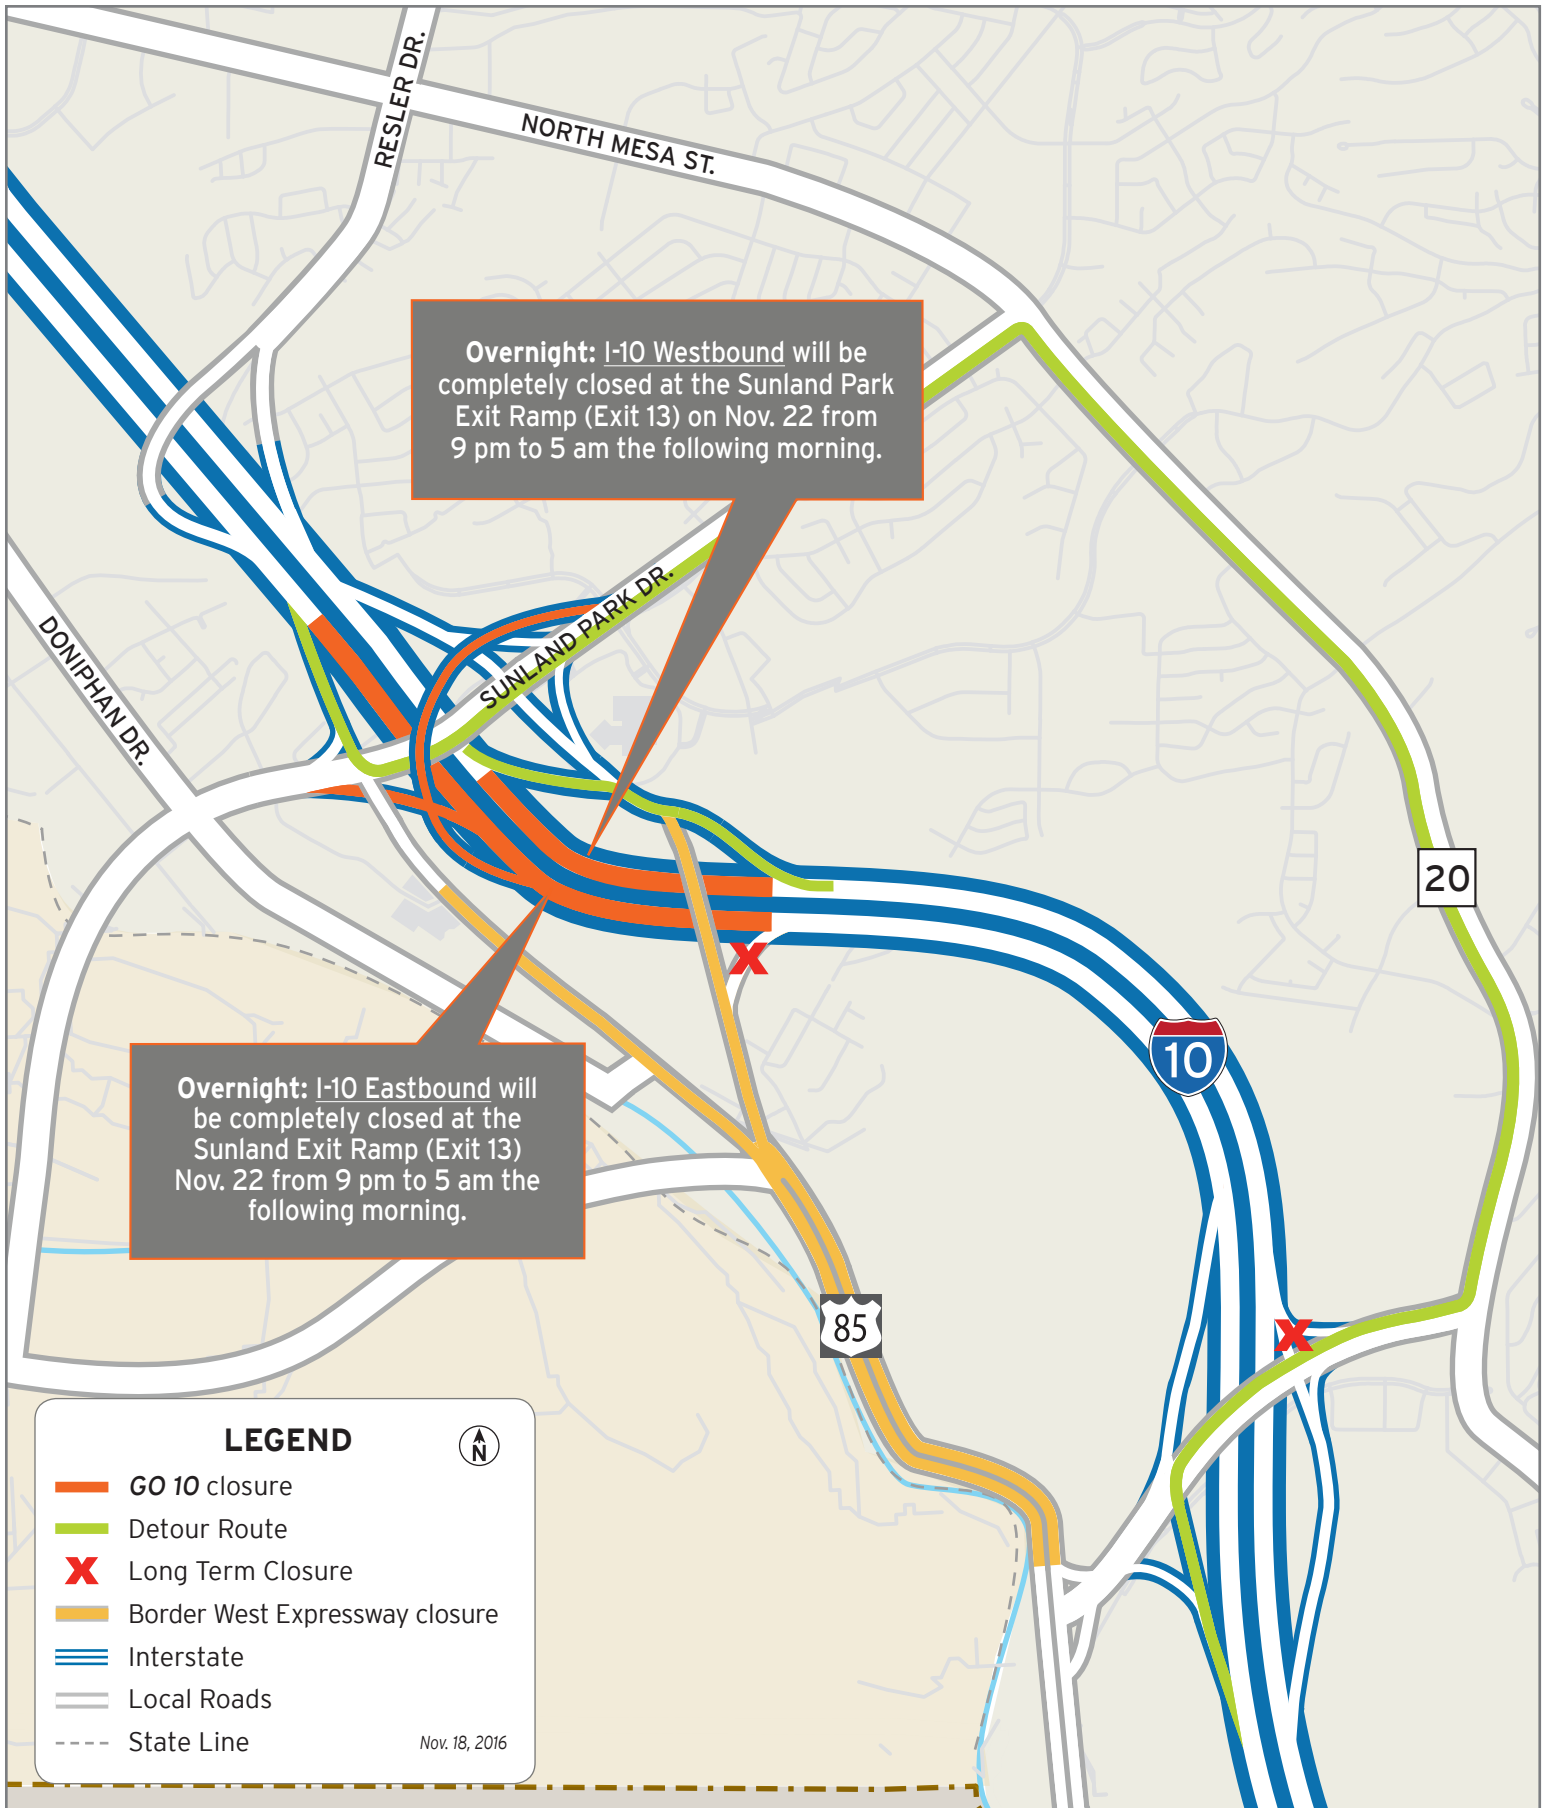 RESLER DR.
NORTH MESA ST.
Overnight: I-10 Westbound will be
completely closed at the Sunland Park
Exit Ramp (Exit 13) on Nov. 22 from
9 pm to 5 am the following morning.
SUNLAND PARK DR.
DONIPHAN DR.
20
10
Overnight: I-10 Eastbound will
be completely closed at the
Sunland Exit Ramp (Exit 13)
Nov. 22 from 9 pm to 5 am the
following morning.
85
LEGEND
N
GO 10 closure
Detour Route
X Long Term Closure
Border West Expressway closure
Interstate
Local Roads
State Line
Nov. 18, 2016